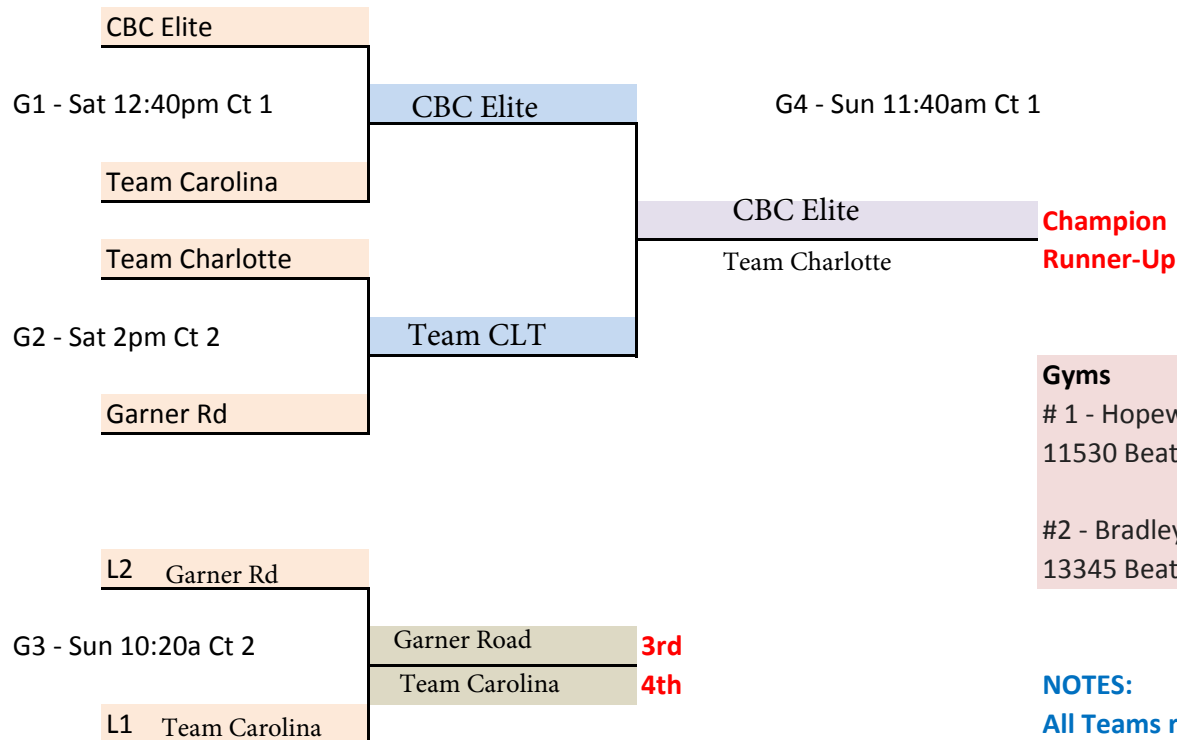 CBC Elite
G1 - Sat 12:40pm Ct 1
CBC Elite
G4 - Sun 11:40am Ct 1
Team Carolina
CBC Elite
Champion
Team Charlotte
Team Charlotte
Runner-Up
G2 - Sat 2pm Ct 2
Team CLT
Gyms
Garner Rd
# 1 -
11530
#2 - Bradley
13345
L2 Garner Rd
G3 - Sun 10:20a Ct 2
Garner Road
3rd
Team Carolina
4th
NOTES:
L1 Team Carolina
All Teams